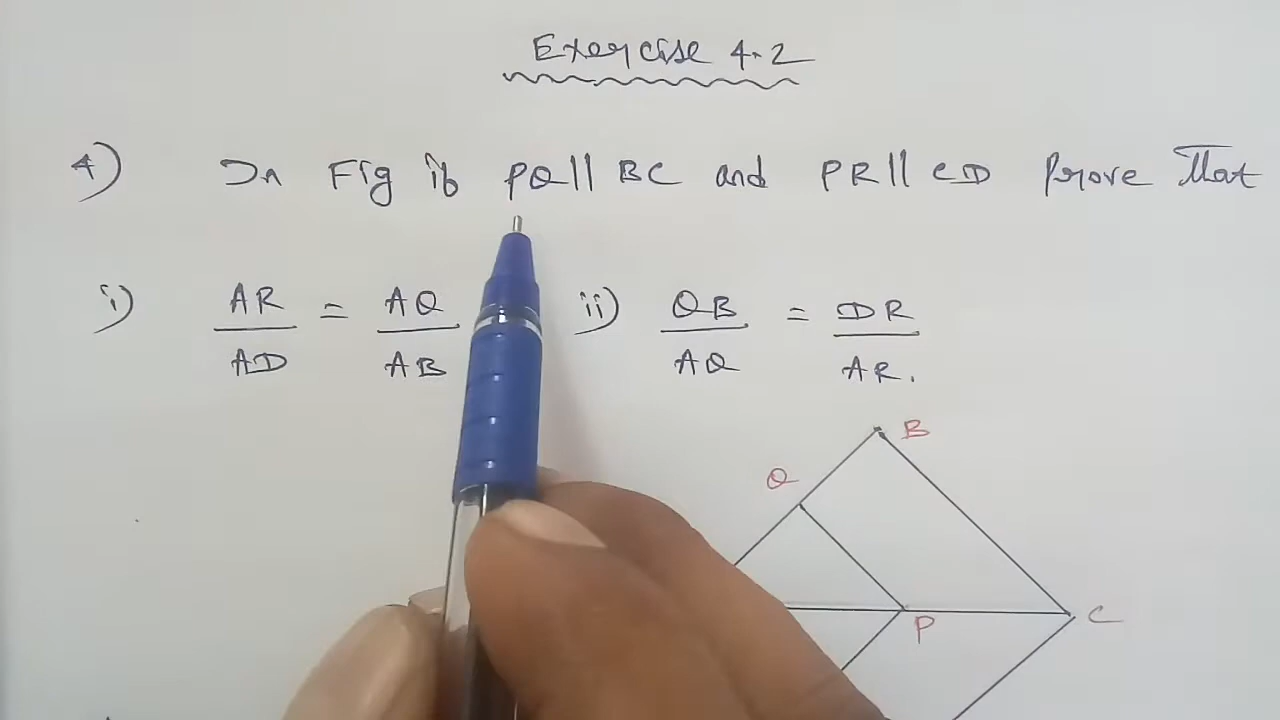 Exercise 4.2
4) In Fig if PQ || BC and PR || CD Prove That
i) AR/AD = AQ/AB ii) QB/AQ = DR/AR.
B
Q
C
P